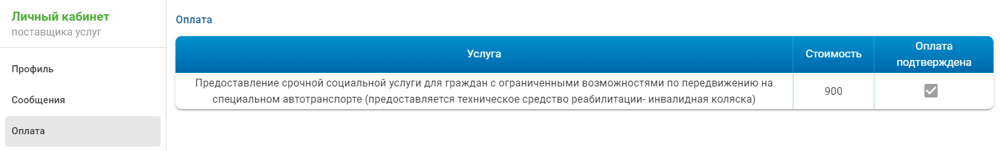 Личный кабинет
поставщика услуг
Профиль
Сообщения
Оплата
Оплата
Услуга
Стоимость
Оплата
подтверждена
Предоставление срочной социальной услуги для граждан с ограниченными возможностями по передвижению на
специальном автотранспорте (предоставляется техническое средство реабилитации- инвалидная коляска)
900